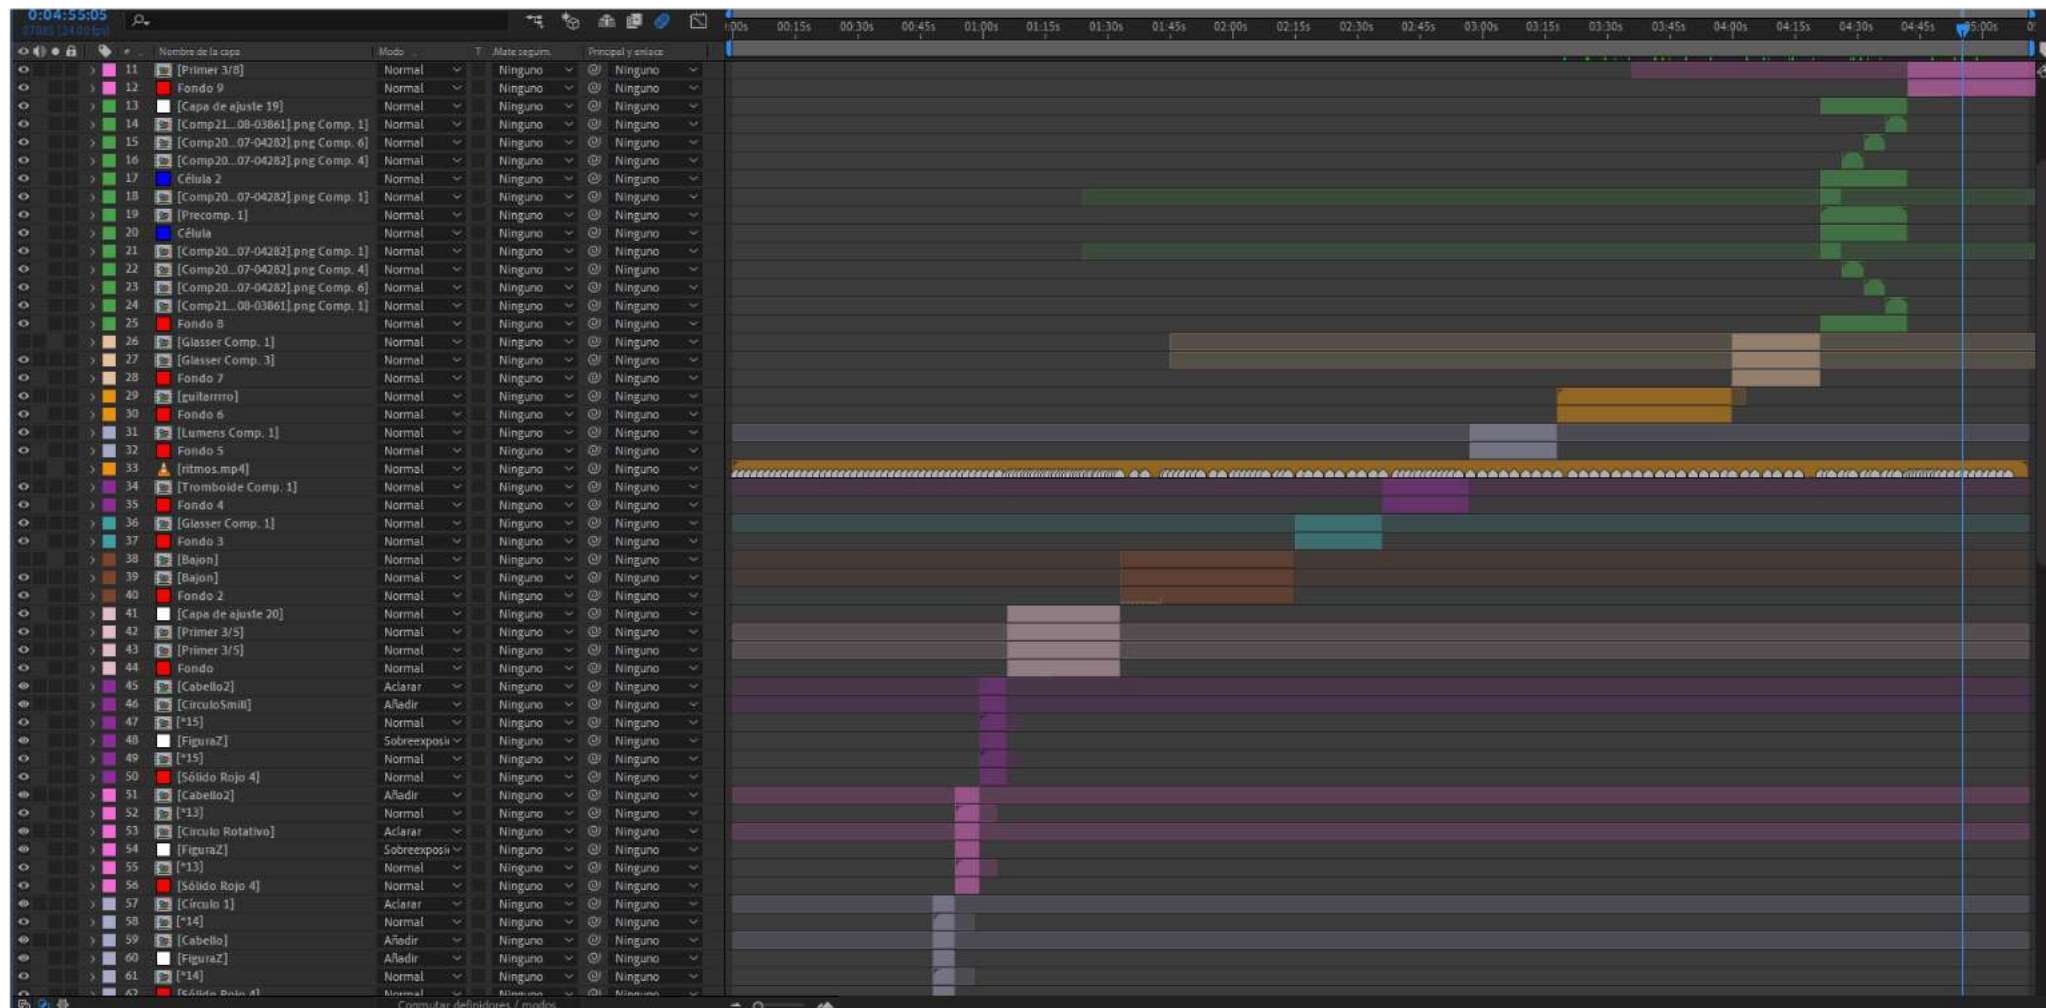 0:04:55:05
:00s 00:15s 00:30s 00:45s 01:00s 01:15s 01:30s 01:45s 02:00s 02:15s 02:30s 02:45s 03:00s 03:15s 03:30s 03:45s 04:00s 04:15s 04:30s 04:45s 5:00s
Nombre de la capa Modo T .Mate seguim. Principal y enlace
11 [Primer 3/8] Normal Ninguno Ninguno
12 Fondo 9 Normal Ninguno Ninguno
13 [Capa de ajuste 19] Normal Ninguno Ninguno
14 [Comp21...08-03861].png Comp. 1] Normal Ninguno Ninguno
15 [Comp20...07-04282].png Comp. 6] Normal Ninguno Ninguno
16 [Comp20...07-04282].png Comp. 4] Normal Ninguno Ninguno
17 Célula 2 Normal Ninguno Ninguno
18 [Comp20...07-04282].png Comp. 1] Normal Ninguno Ninguno
19 [Precomp. 1] Normal Ninguno Ninguno
20 Célula Normal Ninguno Ninguno
21 [Comp20...07-04282].png Comp. 1] Normal Ninguno Ninguno
22 [Comp20...07-04282].png Comp. 4] Normal Ninguno Ninguno
23 [Comp20...07-04282].png Comp. 6] Normal Ninguno Ninguno
24 [Comp21...08-03861].png Comp. 1] Normal Ninguno Ninguno
25 Fondo 8 Normal Ninguno Ninguno
26 [Glasser Comp. 1] Normal Ninguno Ninguno
27 [Glasser Comp. 3] Normal Ninguno Ninguno
28 Fondo 7 Normal Ninguno Ninguno
29 [guitarrrro] Normal Ninguno Ninguno
30 Fondo 6 Normal Ninguno Ninguno
31 [Lumens Comp. 1] Normal Ninguno Ninguno
32 Fondo 5 Normal Ninguno Ninguno
33 [ritmos.mp4] Normal Ninguno Ninguno
34 [Tromboide Comp. 1] Normal Ninguno Ninguno
35 Fondo 4 Normal Ninguno Ninguno
36 [Glasser Comp. 1] Normal Ninguno Ninguno
37 Fondo 3 Normal Ninguno Ninguno
38 [Bajon] Normal Ninguno Ninguno
39 [Bajon] Normal Ninguno Ninguno
40 Fondo 2 Normal Ninguno Ninguno
41 [Capa de ajuste 20] Normal Ninguno Ninguno
42 [Primer 3/5] Normal Ninguno Ninguno
43 [Primer 3/5] Normal Ninguno Ninguno
44 Fondo Normal Ninguno Ninguno
45 [Cabello2] Aclarar Ninguno Ninguno
46 [CirculoSmill] Añadir Ninguno Ninguno
47 [*15] Normal Ninguno Ninguno
48 [FiguraZ] Sobreexposic Ninguno Ninguno
49 [*15] Normal Ninguno Ninguno
50 [Sólido Rojo 4] Normal Ninguno Ninguno
51 [Cabello2] Añadir Ninguno Ninguno
52 [*13] Normal Ninguno Ninguno
53 [Circulo Rotativo] Aclarar Ninguno Ninguno
54 [FiguraZ] Sobreexposic Ninguno Ninguno
55 [*13] Normal Ninguno Ninguno
56 [Sólido Rojo 4] Normal Ninguno Ninguno
57 [Círculo 1] Aclarar Ninguno Ninguno
58 [*14] Normal Ninguno Ninguno
59 [Cabello] Añadir Ninguno Ninguno
60 [FiguraZ] Añadir Ninguno Ninguno
61 [*14] Normal Ninguno Ninguno
62 [Sólido Rojo 4] Normal Ninguno Ninguno
Conmutar definidores / modos